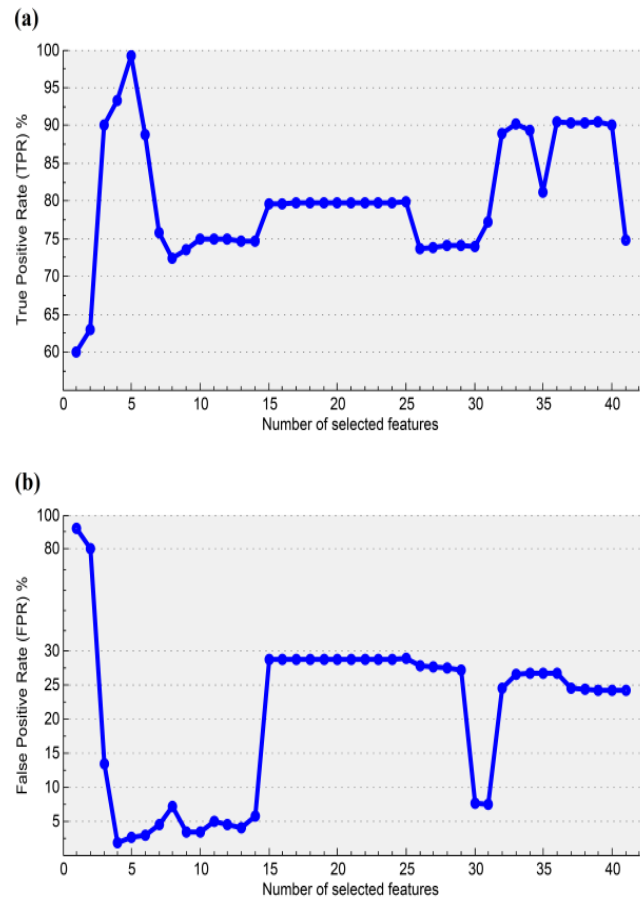 (a)
100
95
90
85
80
75
70
65
60
True Positive Rate (TPR) %
0 5 10 15 20 25 30 35 40
Number of selected features
(b)
100
80
30
25
20
15
10
5
False Positive Rate (FPR) %
0 5 10 15 20 25 30 35 40
Number of selected features